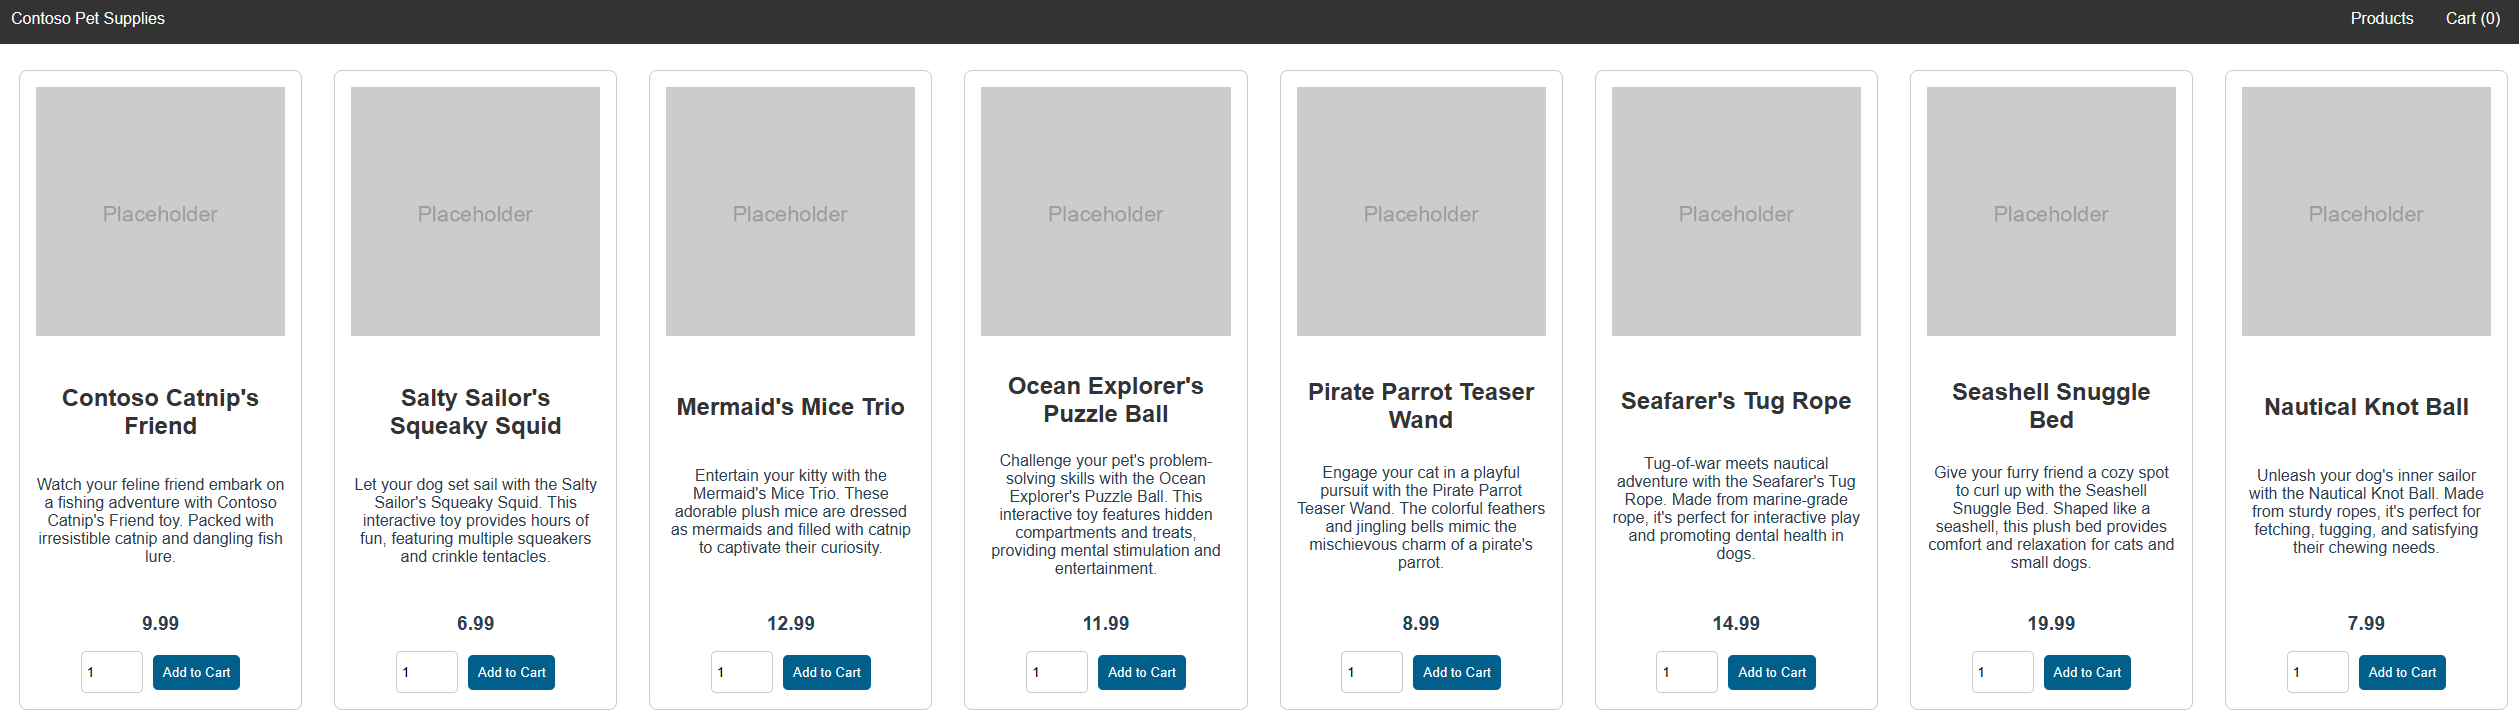 Contoso Pet Supplies
Products
Cart (0)
Placeholder
Contoso Catnip's
Friend
Watch your feline friend embark on
a fishing adventure with Contoso
Catnip's Friend toy. Packed with
irresistible catnip and dangling fish
lure.
9.99
1
Add to Cart
Placeholder
Salty Sailor's
Squeaky Squid
Let your dog set sail with the Salty
Sailor's Squeaky Squid. This
interactive toy provides hours of
fun, featuring multiple squeakers
and crinkle tentacles.
6.99
1
Add to Cart
Placeholder
Mermaid's Mice Trio
Entertain your kitty with the
Mermaid's Mice Trio. These
adorable plush mice are dressed
as mermaids and filled with catnip
to captivate their curiosity.
12.99
1
Add to Cart
Placeholder
Ocean Explorer's
Puzzle Ball
Challenge your pet's problem-
solving skills with the Ocean
Explorer's Puzzle Ball. This
interactive toy features hidden
compartments and treats,
providing mental stimulation and
entertainment.
11.99
1
Add to Cart
Placeholder
Pirate Parrot Teaser
Wand
Engage your cat in a playful
pursuit with the Pirate Parrot
Teaser Wand. The colorful feathers
and jingling bells mimic the
mischievous charm of a pirate's
parrot.
8.99
1
Add to Cart
Placeholder
Seafarer's Tug Rope
Tug-of-war meets nautical
adventure with the Seafarer's Tug
Rope. Made from marine-grade
rope, it's perfect for interactive play
and promoting dental health in
dogs.
14.99
1
Add to Cart
Placeholder
Seashell Snuggle
Bed
Give your furry friend a cozy spot
to curl up with the Seashell
Snuggle Bed. Shaped like a
seashell, this plush bed provides
comfort and relaxation for cats and
small dogs.
19.99
1
Add to Cart
Placeholder
Nautical Knot Ball
Unleash your dog's inner sailor
with the Nautical Knot Ball. Made
from sturdy ropes, it's perfect for
fetching, tugging, and satisfying
their chewing needs.
7.99
1
Add to Cart